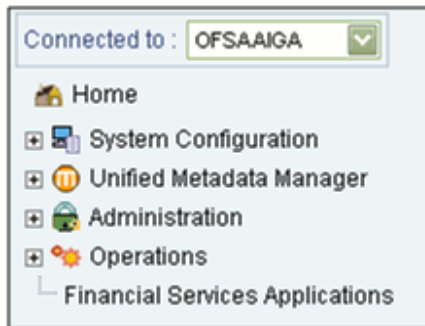 Connected to : OFSAAIGA
Home
System Configuration
Unified Metadata Manager
Administration
Operations
Financial Services Applications